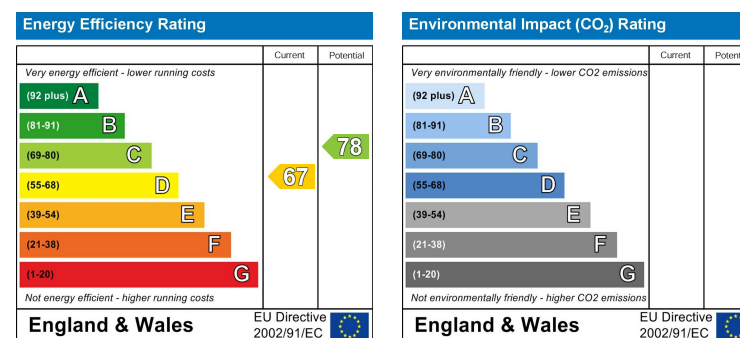 Energy Efficiency Rating
Current Potential
Very energy efficient - lower running costs
(92 plus) A
(81-91) B
(69-80) C
(55-68) D
(39-54) E
(21-38) F
(1-20) G
67
78
Not energy efficient - higher running costs
England & Wales
EU Directive
2002/91/EC
Environmental Impact (CO₂) Rating
Current Potent
Very environmentally friendly - lower CO2 emissions
(92 plus) A
(81-91) B
(69-80) C
(55-68) D
(39-54) E
(21-38) F
(1-20) G
Not environmentally friendly - higher CO2 emissions
England & Wales
EU Directive
2002/91/EC